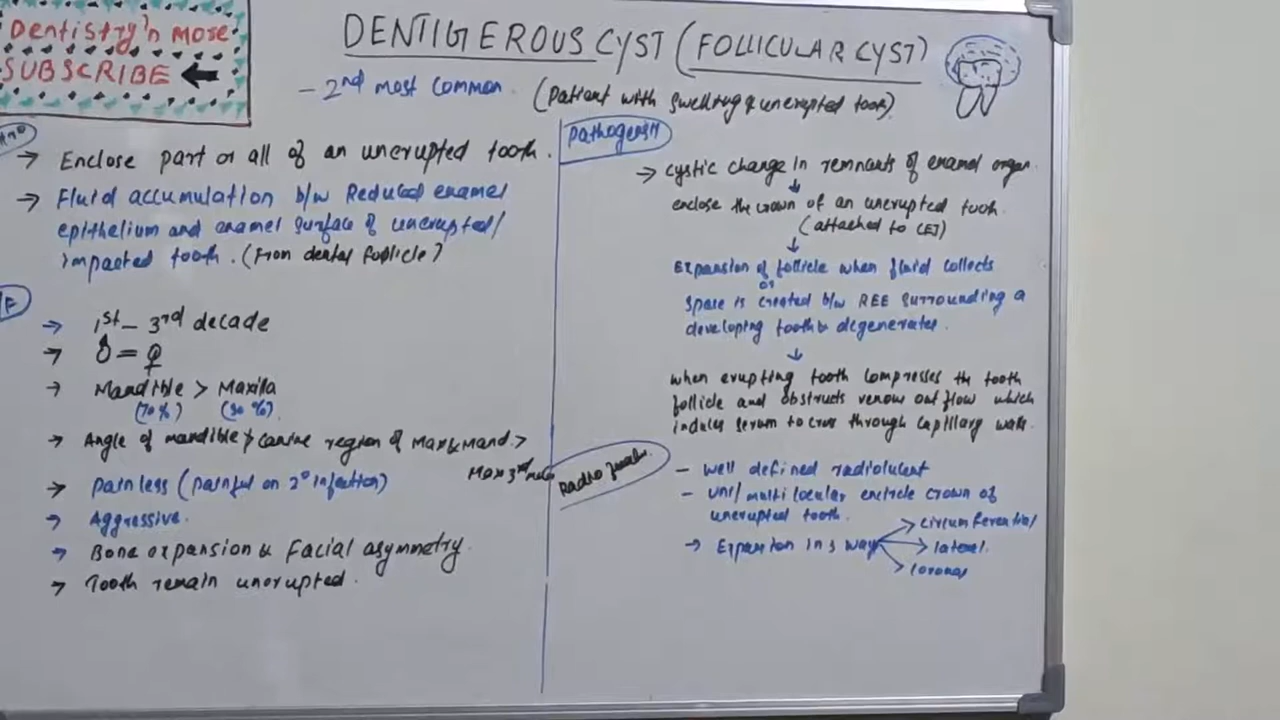 Dentistry'n more
SUBSCRIBE
DENTIGEROUS CYST (FOLLICULAR CYST)
- 2nd most common (Patient with swelling & unerupted tooth)
→ Enclose part or all of an unerupted tooth.
→ Fluid accumulation b/w Reduced enamel
epithelium and enamel surface of unerupted/
impacted tooth. (From dental follicle)
F
→ 1st – 3rd decade
→ ♂ = ♀
→ Mandible > Maxilla
(70%) (30%)
→ Angle of mandible > canine region of Max & Mand. >
Max 3rd molar
→ Painless (Painful on 2° infection)
→ Aggressive.
→ Bone expansion & Facial asymmetry.
→ Tooth remain unerupted.
Pathogenesis
→ cystic change in remnants of enamel organ.
↓
enclose the crown of an unerupted tooth.
(attached to CEJ)
↓
Expansion of follicle when fluid collects
or
space is created b/w REE surrounding a
developing tooth & degenerates.
↓
when erupting tooth compresses the tooth
follicle and obstructs venous outflow which
induces serum to cross through capillary walls.
- well defined radiolucent
- uni/multilocular encircle crown of
unerupted tooth.
→ Expansion in 3 ways
→ circumferential
→ lateral.
→ coronal